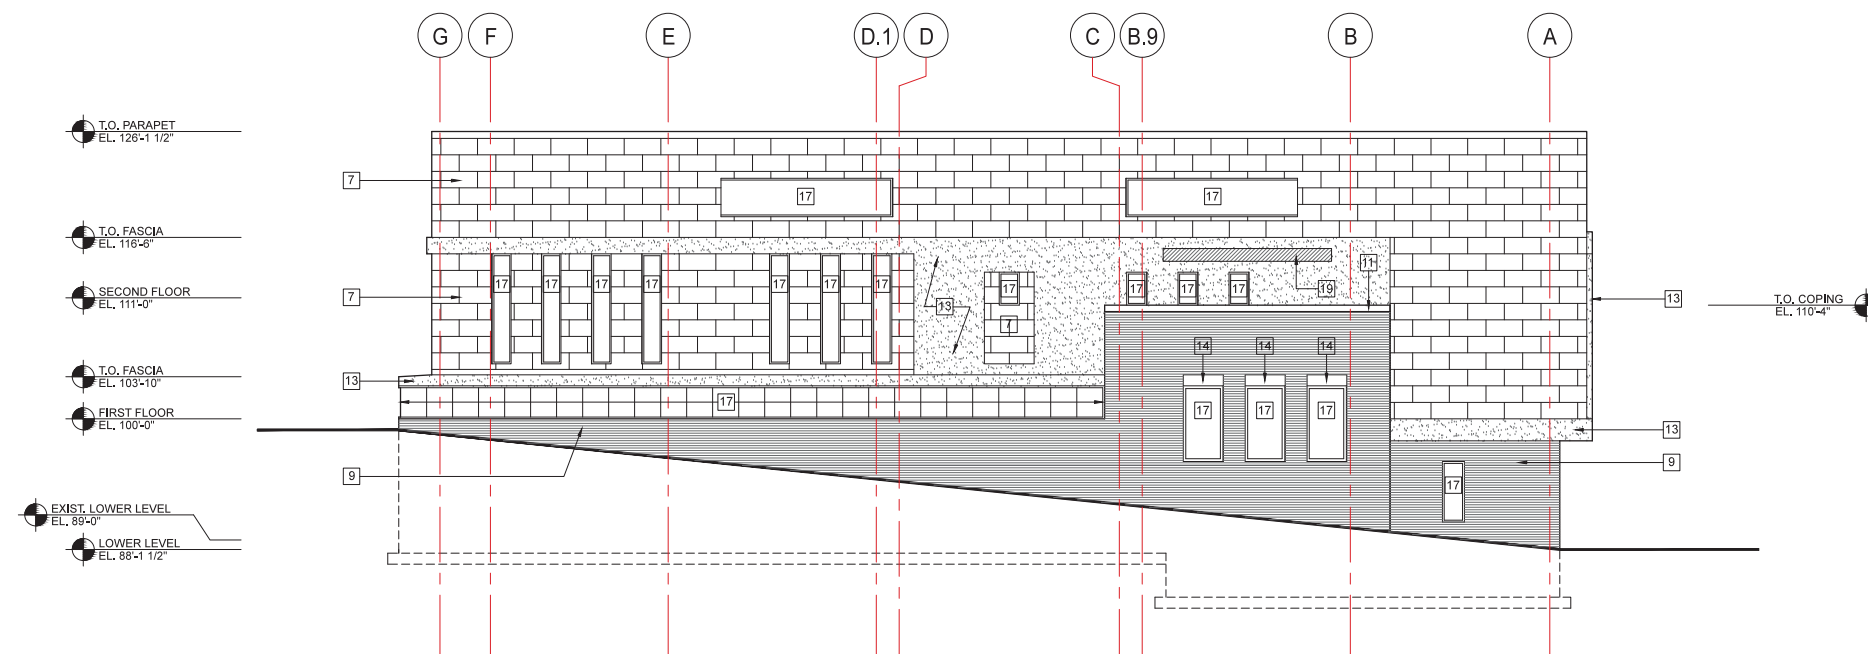 G F E D.1 D C B.9 B A
T.O. PARAPET
EL. 126'-1 1/2"
7
17 17
T.O. FASCIA
EL. 116'-6"
11
17 17 17 17 17 17 17 17 17 17 17
19
SECOND FLOOR
EL. 111'-0"
7
13
13
T.O. COPING
EL. 110'-4"
7
14 14 14
T.O. FASCIA
EL. 103'-10"
13
17
17 17 17
FIRST FLOOR
EL. 100'-0"
13
9
9
17
EXIST. LOWER LEVEL
EL. 89'-0"
LOWER LEVEL
EL. 88'-1 1/2"